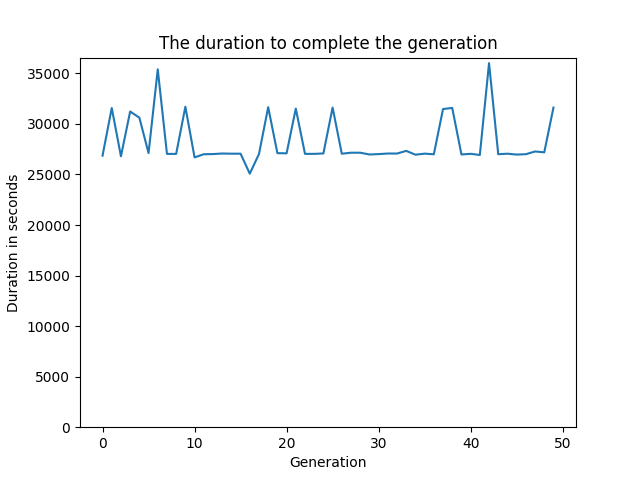 The duration to complete the generation
35000
30000
25000
20000
15000
10000
5000
0
Duration in seconds
0 10 20 30 40 50
Generation